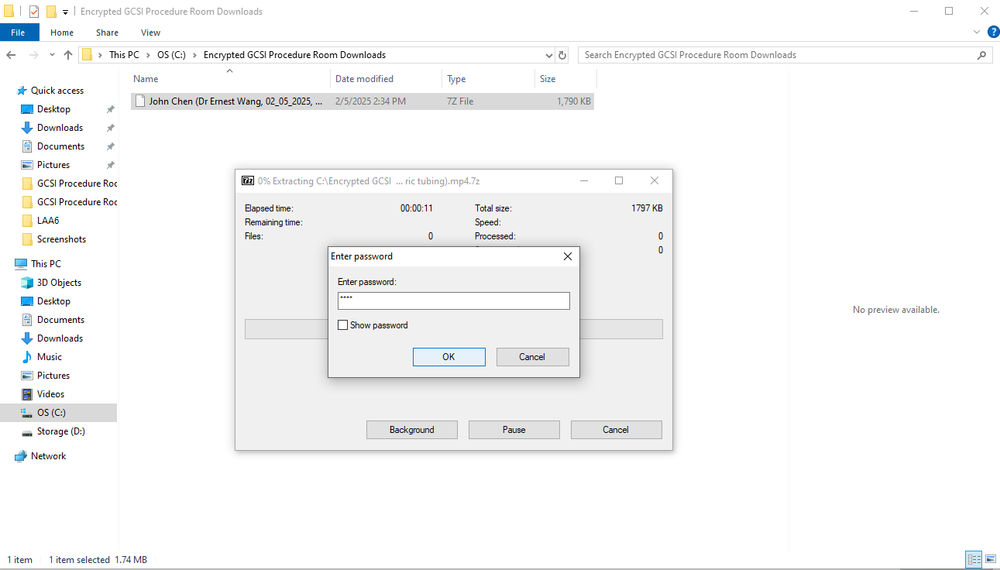 Encrypted GCSI Procedure Room Downloads
File Home Share View
This PC OS (C:) Encrypted GCSI Procedure Room Downloads
Search Encrypted GCSI Procedure Room Downloads
Name Date modified Type Size
John Chen (Dr Ernest Wang, 02_05_2025, ... 2/5/2025 2:34 PM 7Z File 1,790 KB
Quick access
Desktop
Downloads
Documents
Pictures
GCSI Procedure Roo
GCSI Procedure Roo
LAA6
Screenshots
This PC
3D Objects
Desktop
Documents
Downloads
Music
Pictures
Videos
OS (C:)
Storage (D:)
Network
7z 0% Extracting C:\Encrypted GCSI ... ric tubing).mp4.7z
Elapsed time: 00:00:11 Total size: 1797 KB
Remaining time: Speed:
Files: 0 Processed: 0
0
Enter password
Enter password:
****
Show password
OK Cancel
Background Pause Cancel
No preview available.
1 item 1 item selected 1.74 MB